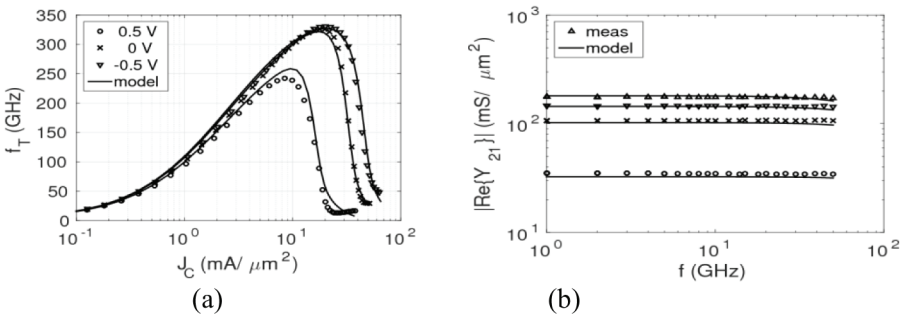 350
300
250
200
150
100
50
0
f_T (GHz)
0.5 V
0 V
-0.5 V
model
10^-1
10^0
10^1
10^2
J_C (mA/ μm^2)
(a)
10^3
10^2
10^1
|Re{Y_21}| (mS/ μm^2)
meas
model
10^0
10^1
10^2
f (GHz)
(b)